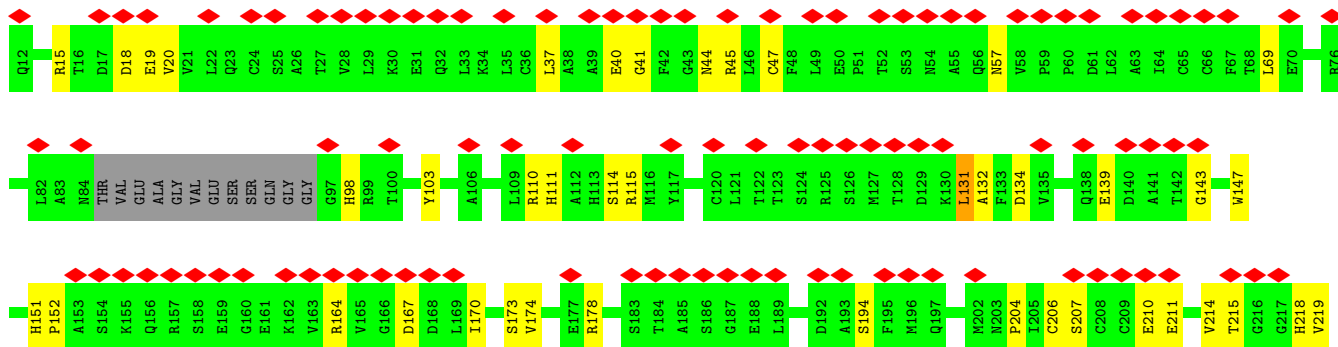 Q12 R15 T16 D17 D18 E19 V20 V21 L22 Q23 C24 S25 A26 T27 V28 L29 K30 E31 Q32 L33 K34 L35 C36 L37 A38 A39 E40 G41 F42 G43 N44 R45 L46 C47 F48 L49 E50 P51 T52 S53 N54 A55 Q56 N57 V58 P59 P60 D61 L62 A63 I64 C65 C66 F67 T68 L69 E70 R76
L82 A83 N84 THR VAL GLU ALA GLY VAL GLU SER SER GLN GLY GLY G97 H98 R99 T100 Y103 A106 L109 R110 H111 A112 H113 S114 R115 M116 Y117 C120 L121 T122 T123 S124 R125 S126 M127 T128 D129 K130 L131 A132 F133 D134 V135 Q138 E139 D140 A141 T142 G143 W147
H151 P152 A153 S154 K155 Q156 R157 S158 E159 G160 E161 K162 V163 R164 V165 G166 D167 D168 L169 I170 S173 V174 E177 R178 S183 T184 A185 S186 G187 E188 L189 D192 A193 S194 F195 M196 Q197 M202 N203 P204 I205 C206 S207 C208 C209 E210 E211 V214 T215 G216 G217 H218 V219